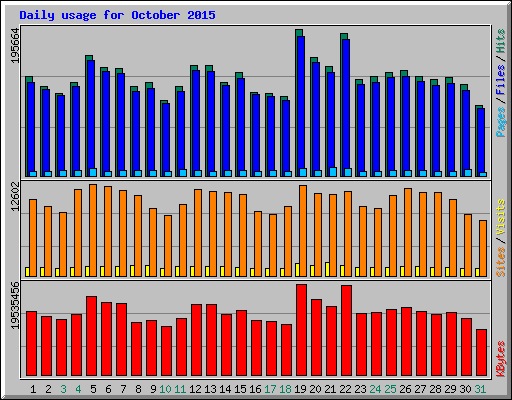 Daily usage for October 2015
195664
Pages / Files / Hits
12602
Sites / Visits
19535456
KBytes
1 2 3 4 5 6 7 8 9 10 11 12 13 14 15 16 17 18 19 20 21 22 23 24 25 26 27 28 29 30 31